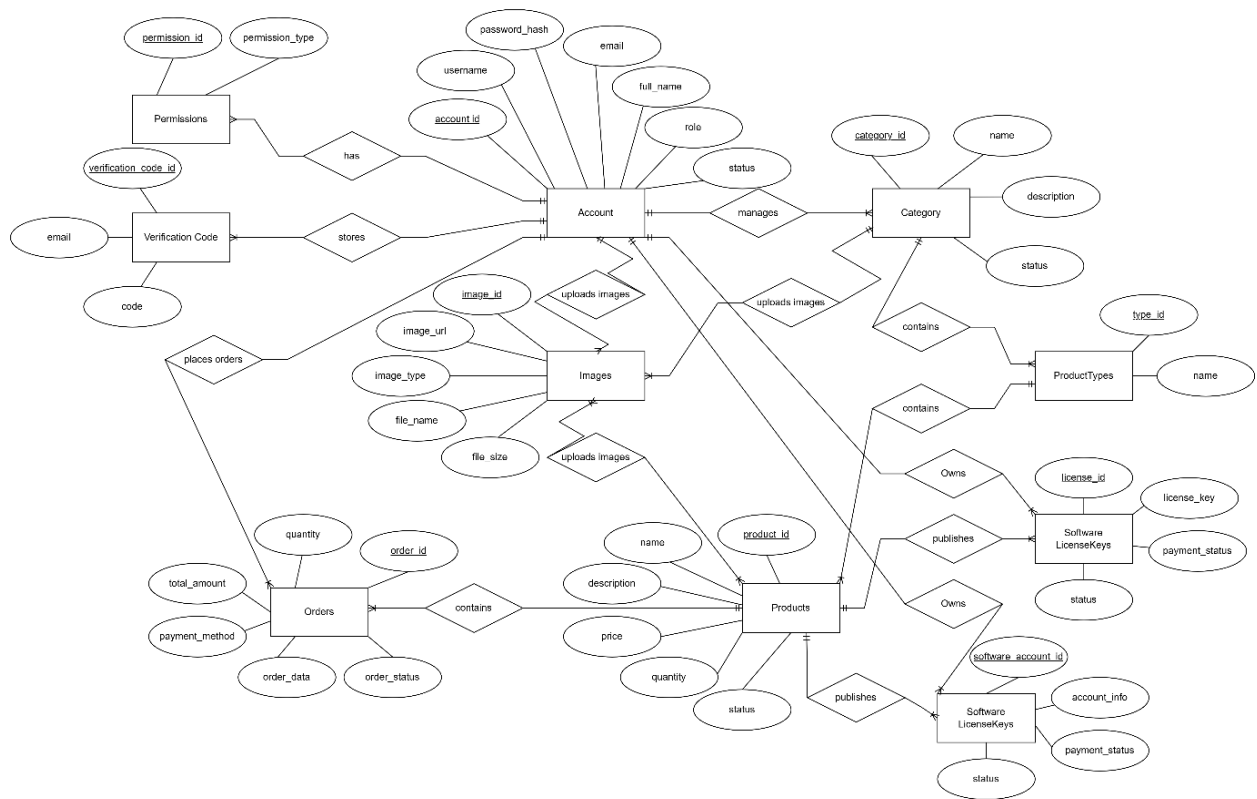 password_hash
email
permission_id
permission_type
username
full_name
account id
role
category_id
name
Permissions
has
status
verification_code_id
description
Account
manages
Category
email
Verification Code
stores
status
code
image_id
uploads images
uploads images
type_id
image_url
contains
places orders
Images
ProductTypes
name
image_type
file_name
contains
file_size
uploads images
Owns
license_id
license_key
quantity
name
product_id
order_id
publishes
Software
LicenseKeys
payment_status
total_amount
description
Orders
contains
Products
Owns
status
payment_method
price
software_account_id
order_data
order_status
quantity
status
publishes
Software
LicenseKeys
account_info
payment_status
status